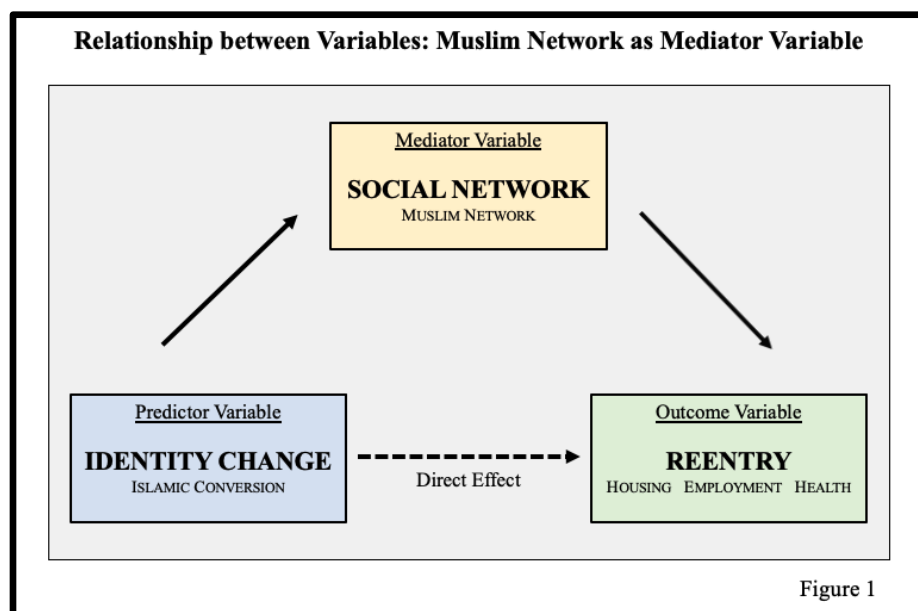 Relationship between Variables: Muslim Network as Mediator Variable
Mediator Variable
SOCIAL NETWORK
MUSLIM NETWORK
Predictor Variable
IDENTITY CHANGE
ISLAMIC CONVERSION
Direct Effect
Outcome Variable
REENTRY
HOUSING EMPLOYMENT HEALTH
Figure 1